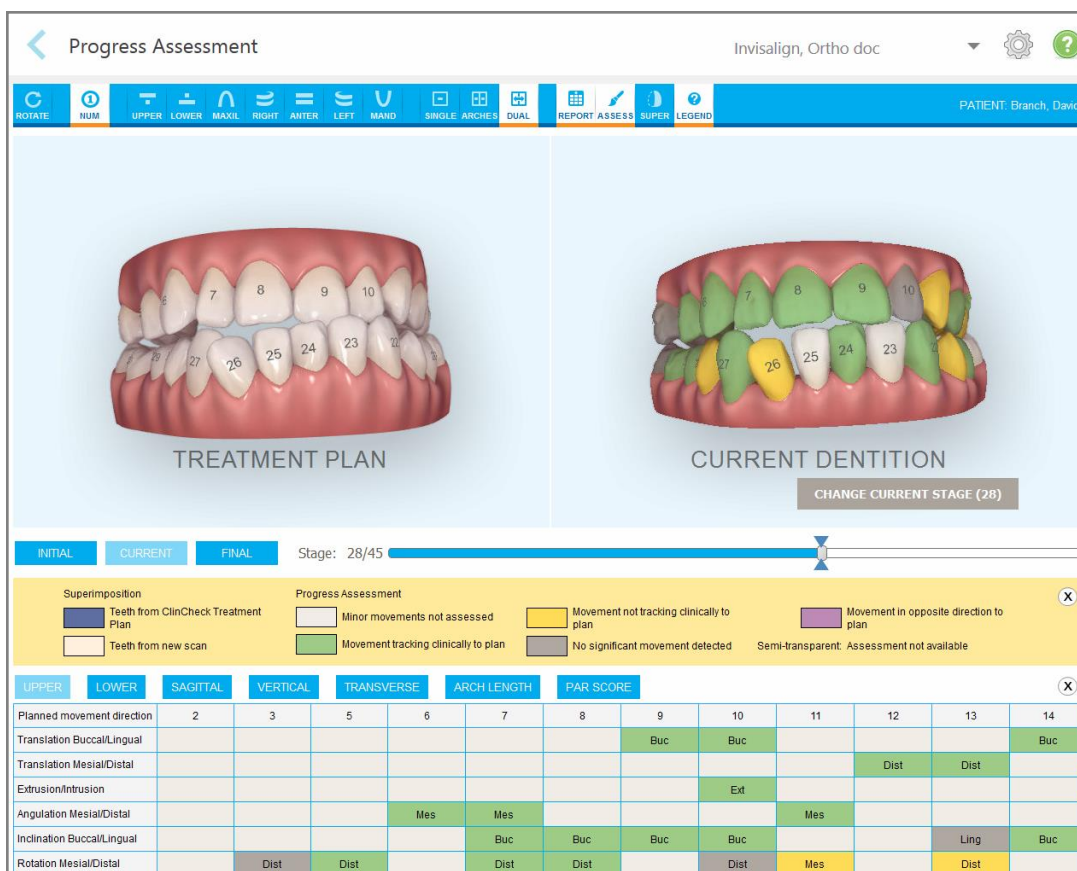 Progress Assessment
Invisalign, Ortho doc
?
ROTATE NUM UPPER LOWER MAXIL RIGHT ANTER LEFT MAND SINGLE ARCHES DUAL REPORT ASSESS SUPER LEGEND
PATIENT: Branch, David
7 8 9 10
27 26 25 24 23 22
TREATMENT PLAN
7 8 9 10
27 26 25 24 23
CURRENT DENTITION
CHANGE CURRENT STAGE (28)
INITIAL CURRENT FINAL Stage: 28/45
Superimposition Progress Assessment
X
Teeth from ClinCheck Treatment Plan
Minor movements not assessed
Movement not tracking clinically to plan
Movement in opposite direction to plan
Teeth from new scan
Movement tracking clinically to plan
No significant movement detected
Semi-transparent: Assessment not available
UPPER LOWER SAGITTAL VERTICAL TRANSVERSE ARCH LENGTH PAR SCORE X
Planned movement direction 2 3 5 6 7 8 9 10 11 12 13 14
Translation Buccal/Lingual Buc Buc Buc
Translation Mesial/Distal Dist Dist
Extrusion/Intrusion Ext
Angulation Mesial/Distal Mes Mes Mes
Inclination Buccal/Lingual Buc Buc Buc Buc Ling Buc
Rotation Mesial/Distal Dist Dist Dist Dist Dist Mes Dist